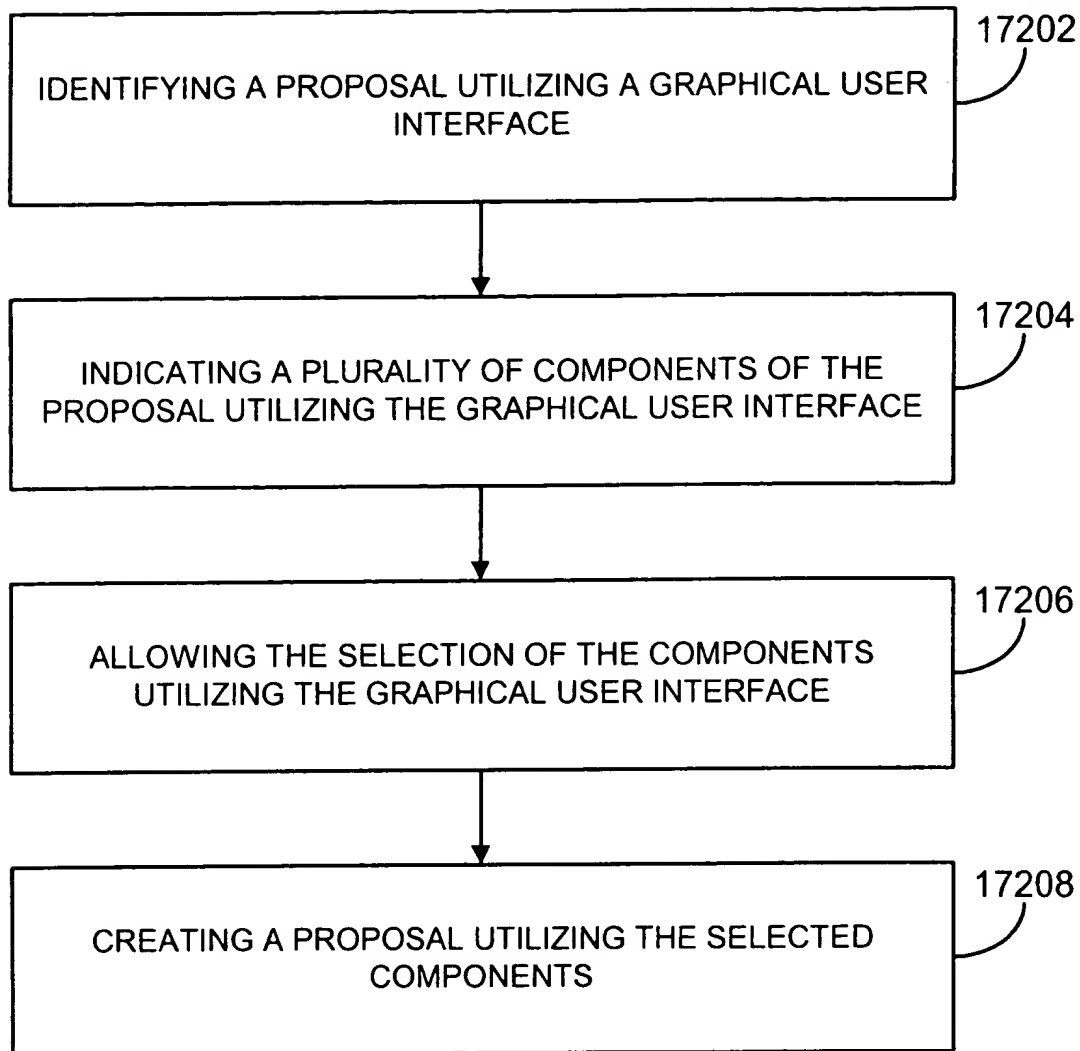 17202
IDENTIFYING A PROPOSAL UTILIZING A GRAPHICAL USER
INTERFACE
17204
INDICATING A PLURALITY OF COMPONENTS OF THE
PROPOSAL UTILIZING THE GRAPHICAL USER INTERFACE
17206
ALLOWING THE SELECTION OF THE COMPONENTS
UTILIZING THE GRAPHICAL USER INTERFACE
17208
CREATING A PROPOSAL UTILIZING THE SELECTED
COMPONENTS